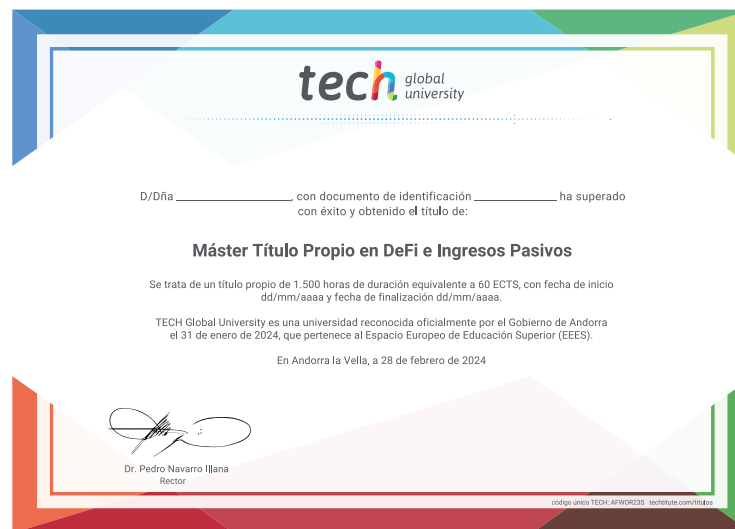 tech global
university
D/Dña ____________, con documento de identificación ____________ ha superado
con éxito y obtenido el título de:
Máster Título Propio en DeFi e Ingresos Pasivos
Se trata de un título propio de 1.500 horas de duración equivalente a 60 ECTS, con fecha de inicio
dd/mm/aaaa y fecha de finalización dd/mm/aaaa.
TECH Global University es una universidad reconocida oficialmente por el Gobierno de Andorra
el 31 de enero de 2024, que pertenece al Espacio Europeo de Educación Superior (EEES).
En Andorra la Vella, a 28 de febrero de 2024
Dr. Pedro Navarro Illana
Rector
código único TECH: AFWOR23S techtitute.com/titulos